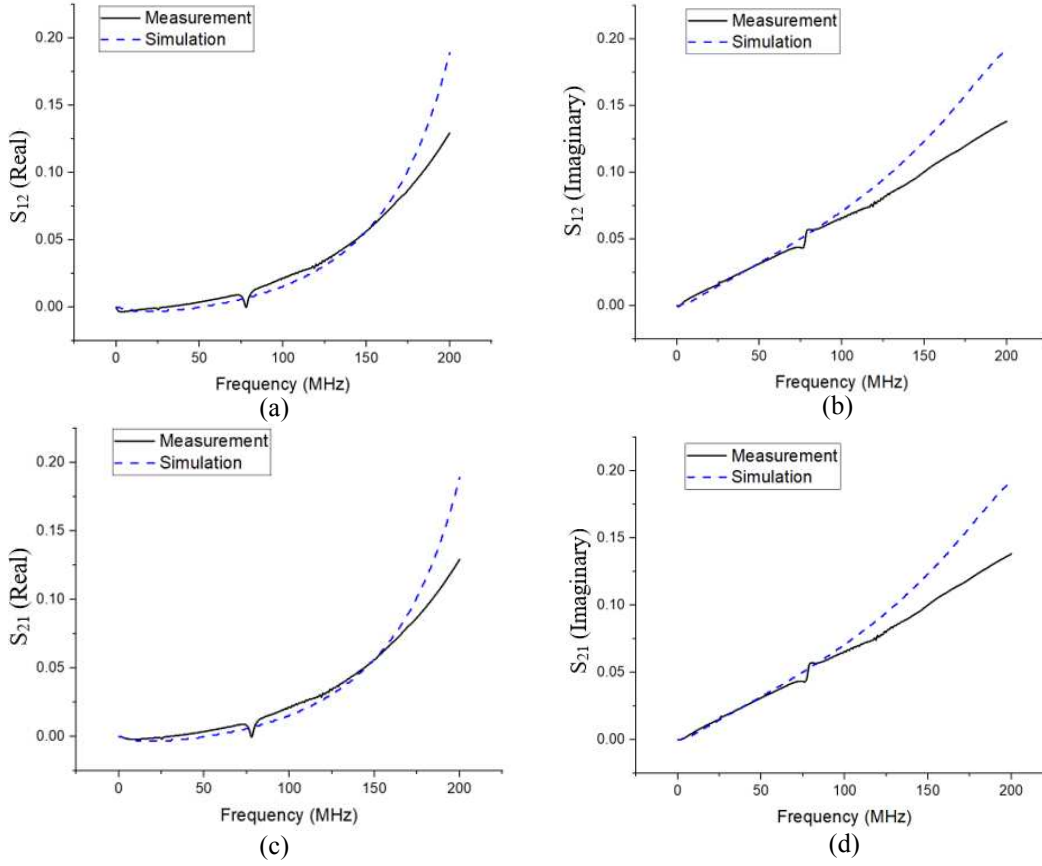 Measurement
Simulation
0.20
0.15
0.10
0.05
0.00
S12 (Real)
0
50
100
150
200
Frequency (MHz)
(a)
Measurement
Simulation
0.20
0.15
0.10
0.05
0.00
S12 (Imaginary)
0
50
100
150
200
Frequency (MHz)
(b)
Measurement
Simulation
0.20
0.15
0.10
0.05
0.00
S21 (Real)
0
50
100
150
200
Frequency (MHz)
(c)
Measurement
Simulation
0.20
0.15
0.10
0.05
0.00
S21 (Imaginary)
0
50
100
150
200
Frequency (MHz)
(d)